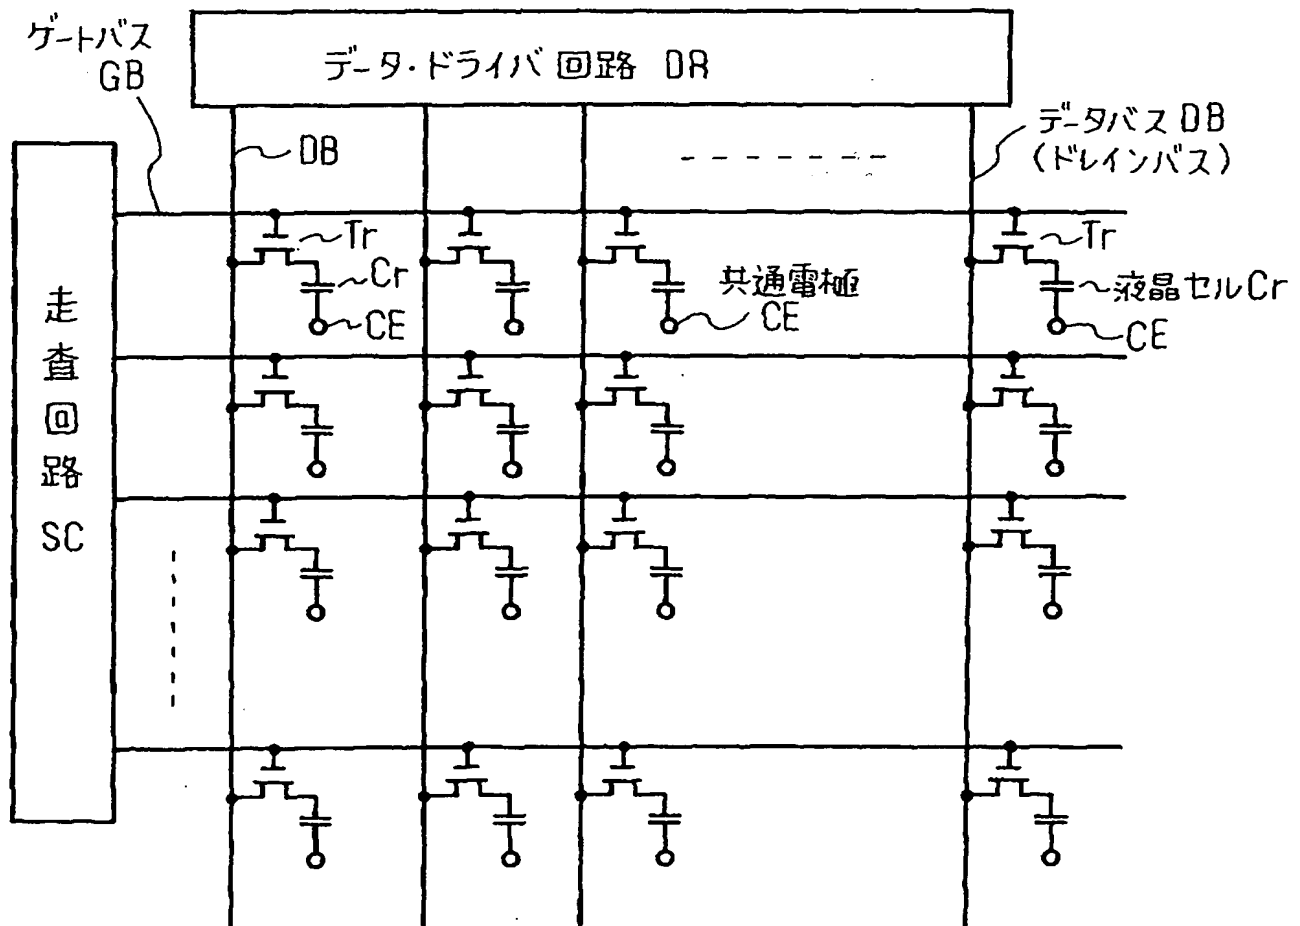 ゲートバス
GB
データ・ドライバ回路 DR
DB
データバス DB
(ドレインバス)
Tr
Tr
Cr
共通電極
液晶セルCr
CE
CE
CE
走
査
回
路
SC